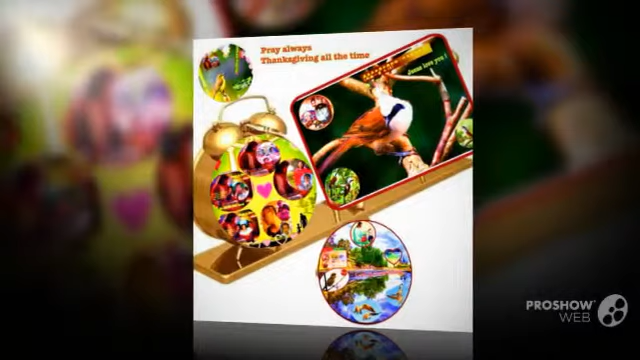 Pray always
Thanksgiving all the time
Jesus love you!
PROSHOW
WEB